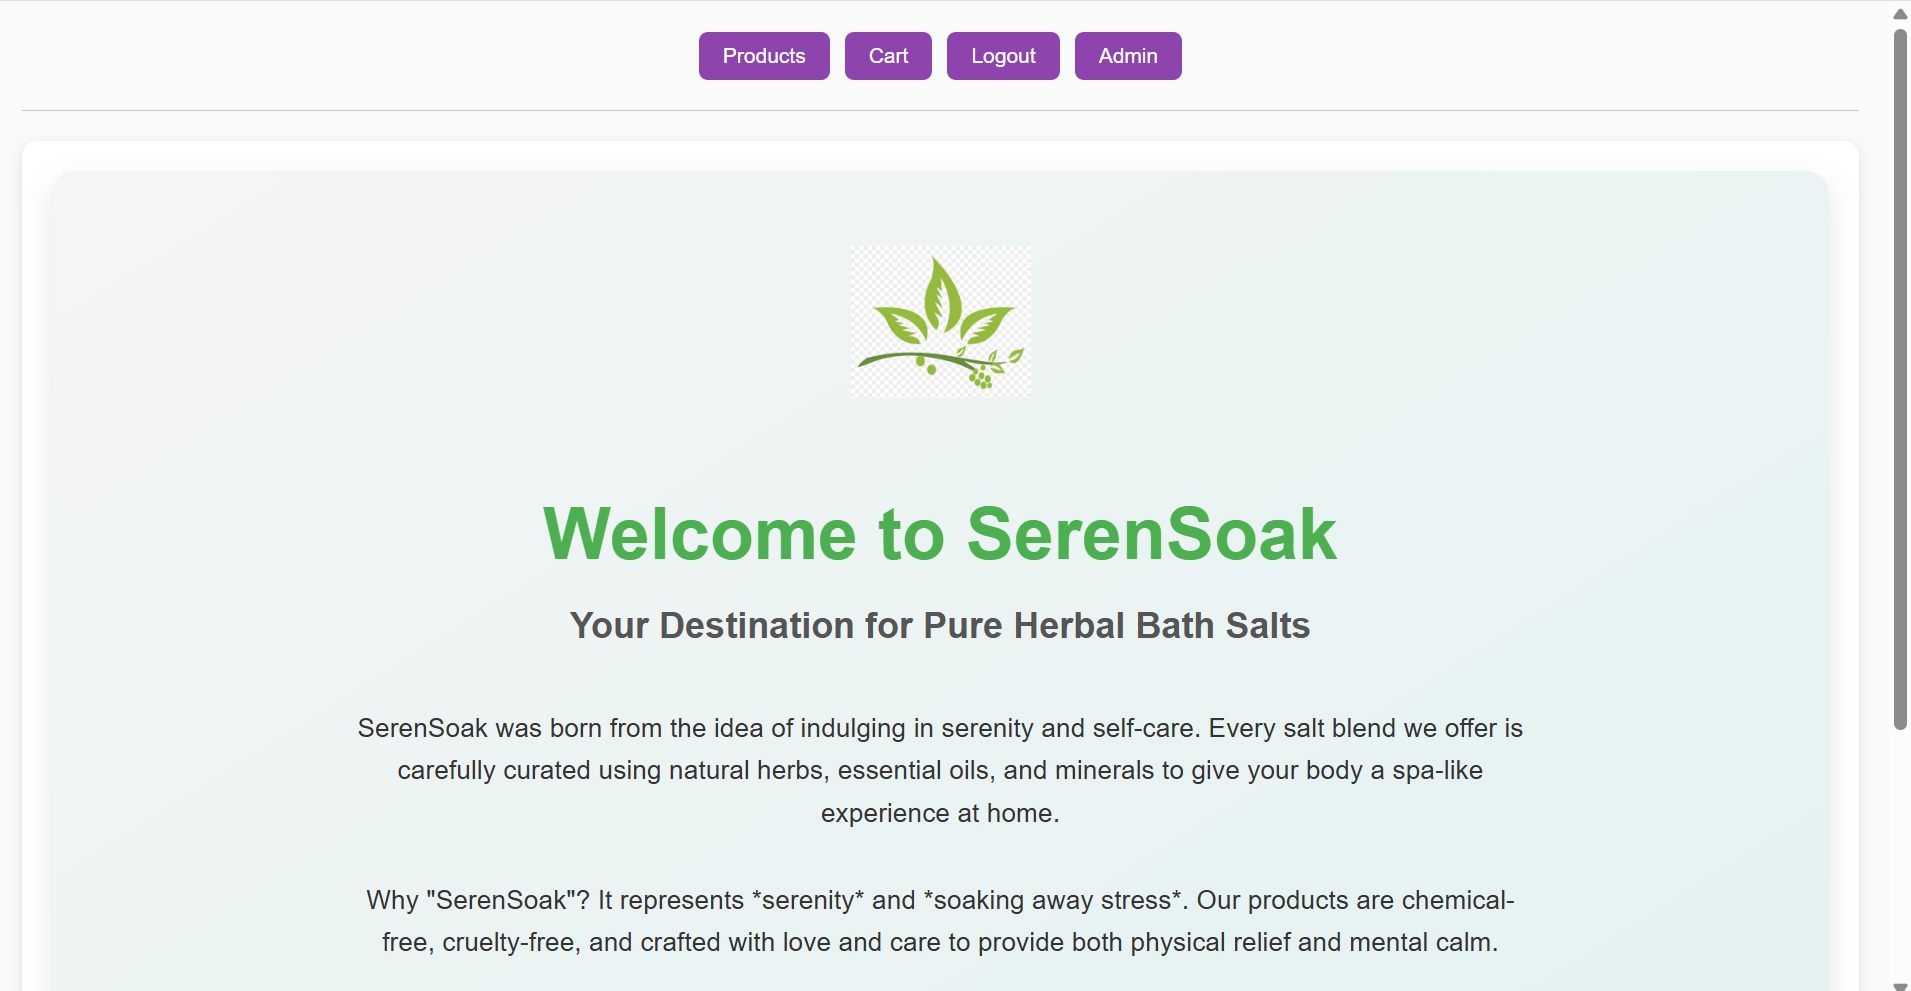 Products Cart Logout Admin
Welcome to SerenSoak
Your Destination for Pure Herbal Bath Salts
SerenSoak was born from the idea of indulging in serenity and self-care. Every salt blend we offer is
carefully curated using natural herbs, essential oils, and minerals to give your body a spa-like
experience at home.
Why "SerenSoak"? It represents *serenity* and *soaking away stress*. Our products are chemical-
free, cruelty-free, and crafted with love and care to provide both physical relief and mental calm.